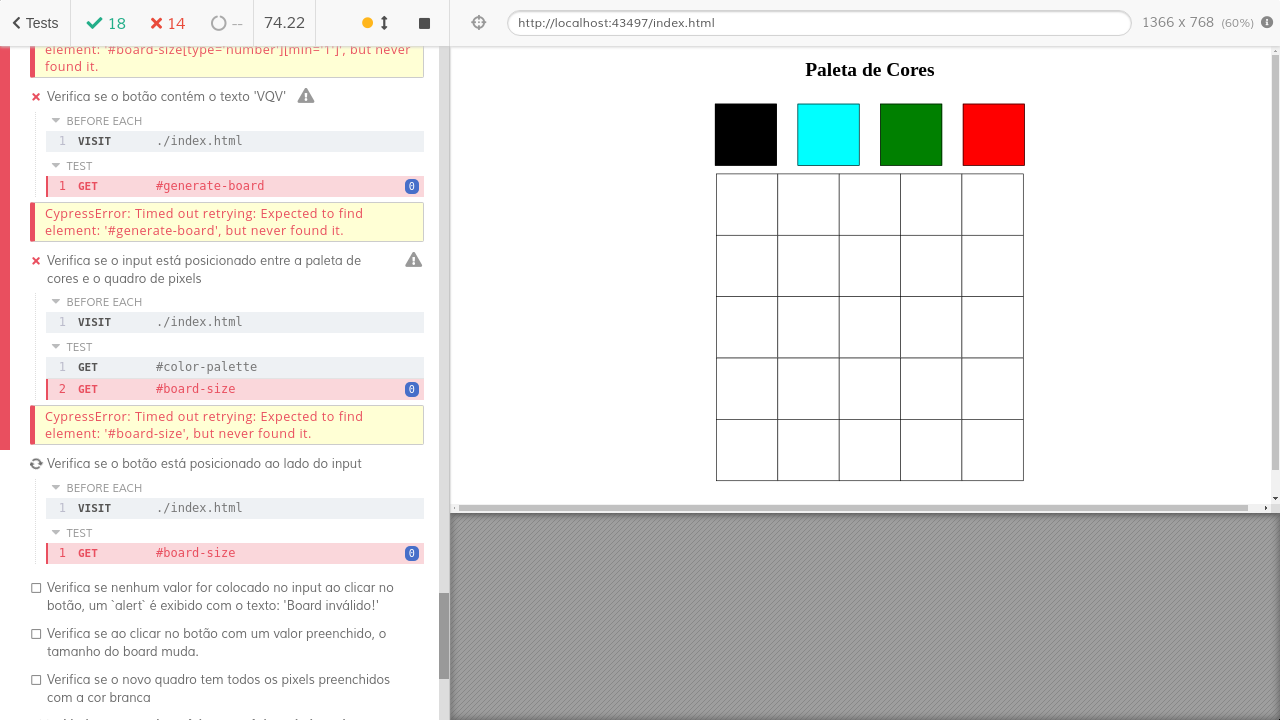 Tests 18 14 -- 74.22
http://localhost:43497/index.html 1366 x 768 (60%)
element: '#board-size[type='number'][min='1']', but never
found it.
Verifica se o botão contém o texto 'VQV'
BEFORE EACH
1 VISIT ./index.html
TEST
1 GET #generate-board 0
CypressError: Timed out retrying: Expected to find
element: '#generate-board', but never found it.
Verifica se o input está posicionado entre a paleta de
cores e o quadro de pixels
BEFORE EACH
1 VISIT ./index.html
TEST
1 GET #color-palette
2 GET #board-size 0
CypressError: Timed out retrying: Expected to find
element: '#board-size', but never found it.
Verifica se o botão está posicionado ao lado do input
BEFORE EACH
1 VISIT ./index.html
TEST
1 GET #board-size 0
Verifica se nenhum valor for colocado no input ao clicar no
botão, um `alert` é exibido com o texto: 'Board inválido!'
Verifica se ao clicar no botão com um valor preenchido, o
tamanho do board muda.
Verifica se o novo quadro tem todos os pixels preenchidos
com a cor branca
Paleta de Cores